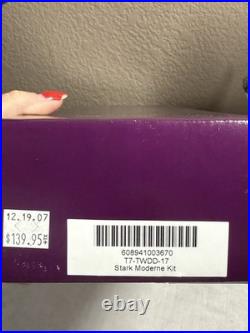 12.19.07
$139.95
608941003670
T7-TWDD-17
Stark Moderne Kit